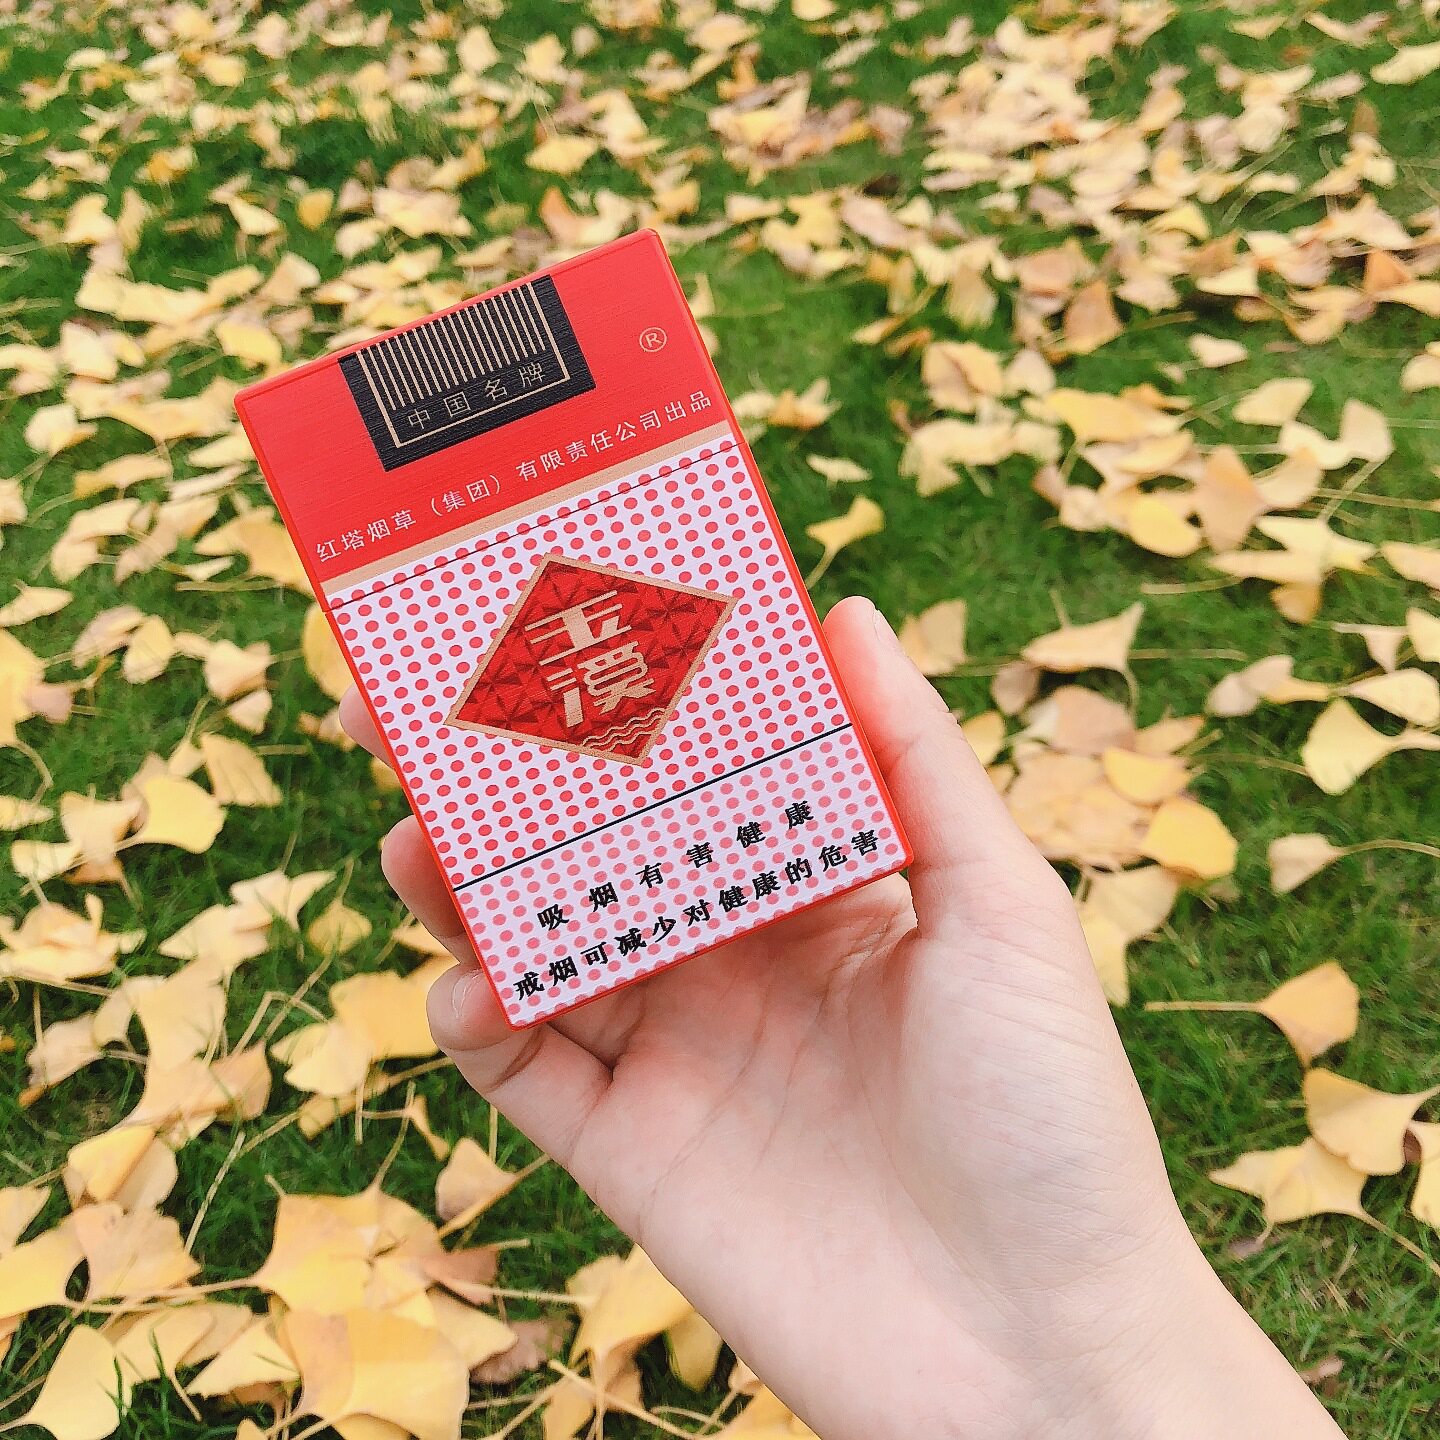 中国名牌
®
红塔烟草（集团）有限责任公司出品
玉
溪
吸烟有害健康
戒烟可减少对健康的危害